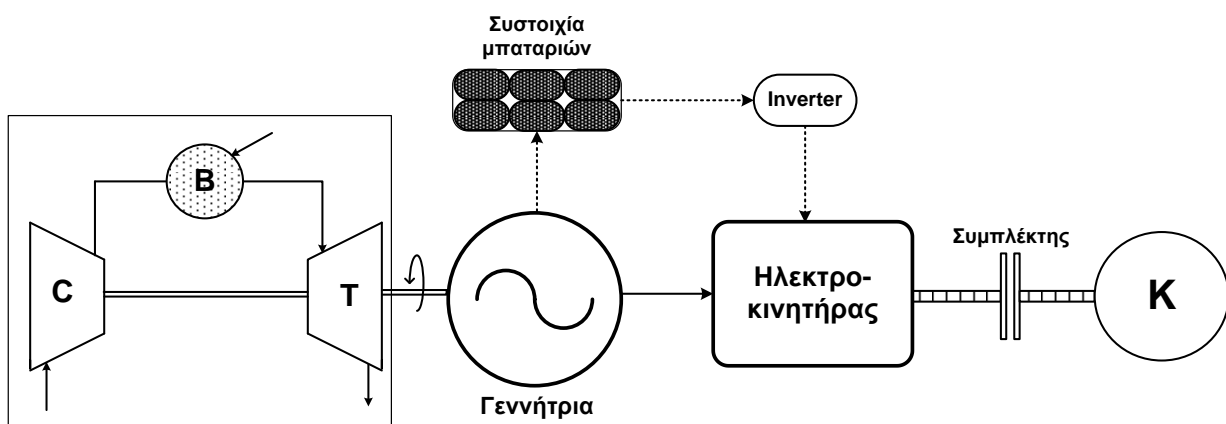 Συστοιχία
μπαταριών
Inverter
B
Συμπλέκτης
C
T
Ηλεκτρο-
κινητήρας
K
Γεννήτρια